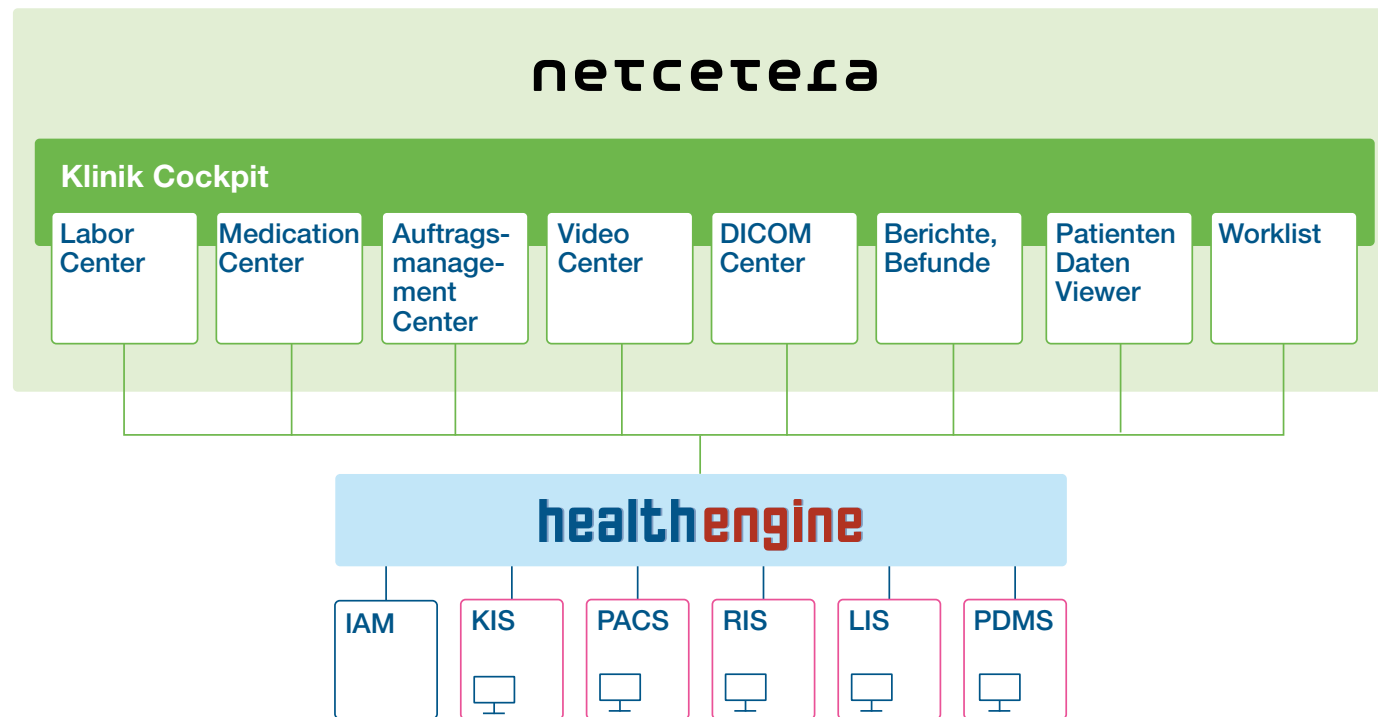 netcetera
Klinik Cockpit
Labor
Center
Medication
Center
Auftrags-
manage-
ment
Center
Video
Center
DICOM
Center
Berichte,
Befunde
Patienten
Daten
Viewer
Worklist
healthengine
IAM
KIS
PACS
RIS
LIS
PDMS